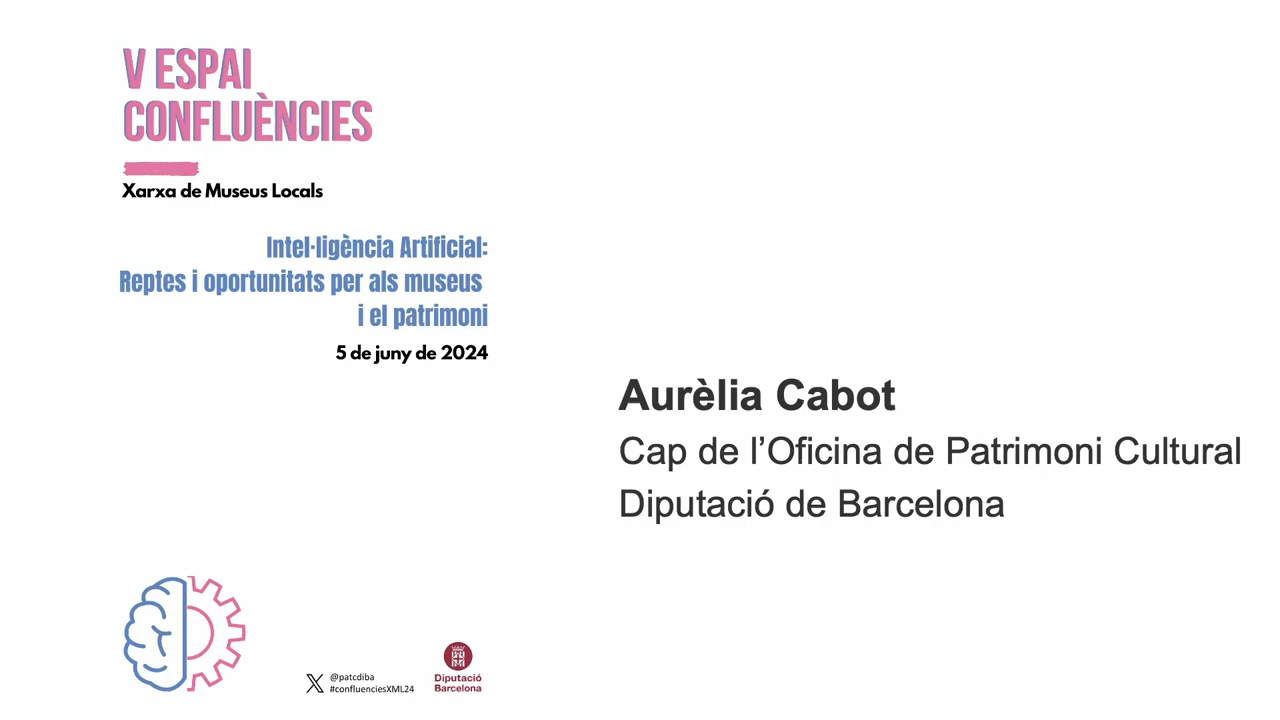 V ESPAI
CONFLUÈNCIES
Xarxa de Museus Locals
Intel·ligència Artificial:
Reptes i oportunitats per als museus
i el patrimoni
5 de juny de 2024
Aurèlia Cabot
Cap de l’Oficina de Patrimoni Cultural
Diputació de Barcelona
@patcdiba
#confluenciesXML24
Diputació
Barcelona